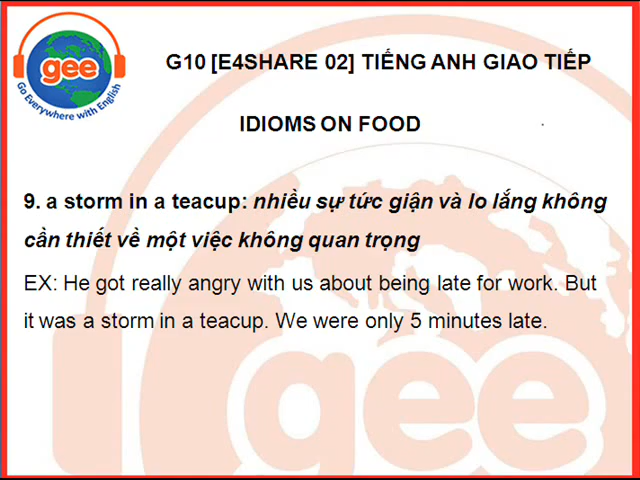 gee
Go Everywhere with English
G10 [E4SHARE 02] TIẾNG ANH GIAO TIẾP
IDIOMS ON FOOD
9. a storm in a teacup: nhiều sự tức giận và lo lắng không
cần thiết về một việc không quan trọng
EX: He got really angry with us about being late for work. But
it was a storm in a teacup. We were only 5 minutes late.
gee